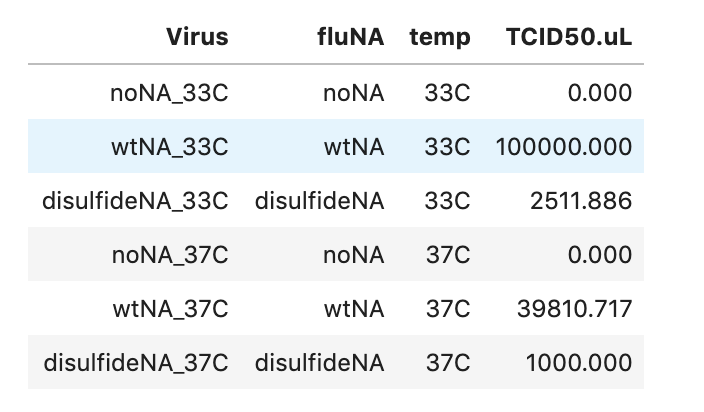 Virus fluNA temp TCID50.uL
noNA_33C noNA 33C 0.000
wtNA_33C wtNA 33C 100000.000
disulfideNA_33C disulfideNA 33C 2511.886
noNA_37C noNA 37C 0.000
wtNA_37C wtNA 37C 39810.717
disulfideNA_37C disulfideNA 37C 1000.000